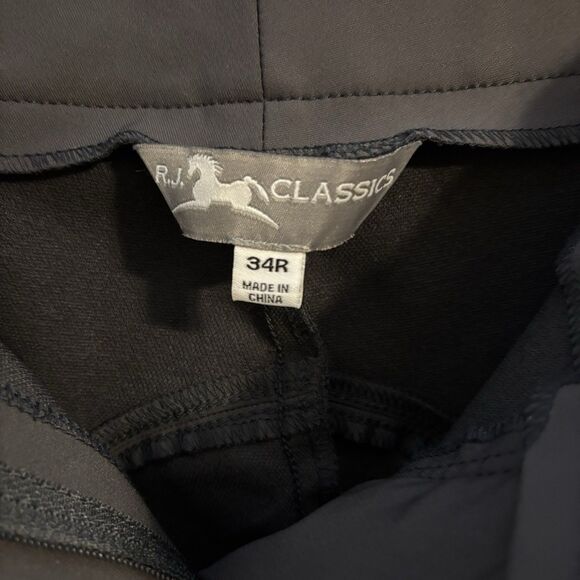 R.J. CLASSICS
34R
MADE IN
CHINA